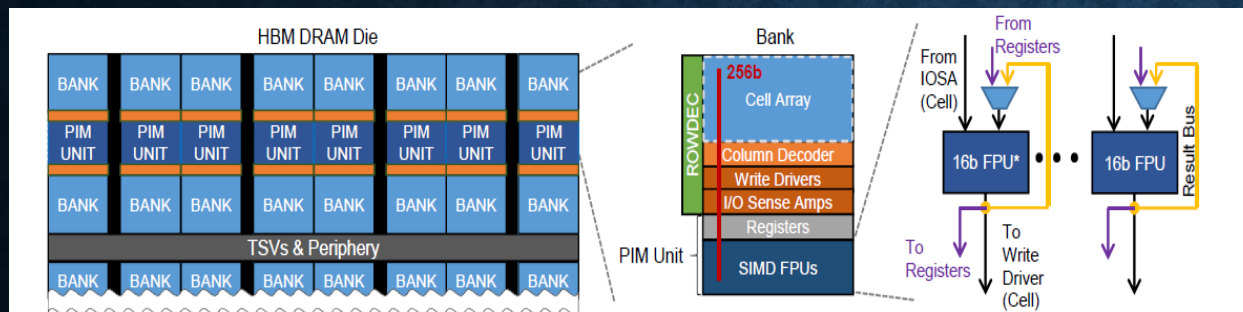 HBM DRAM Die
BANK BANK BANK BANK BANK BANK BANK BANK
PIM UNIT PIM UNIT PIM UNIT PIM UNIT PIM UNIT PIM UNIT PIM UNIT PIM UNIT
BANK BANK BANK BANK BANK BANK BANK BANK
TSVs & Periphery
BANK BANK BANK BANK BANK BANK BANK BANK
Bank
ROWDEC
256b
Cell Array
Column Decoder
Write Drivers
I/O Sense Amps
Registers
SIMD FPUs
PIM Unit
From
Registers
From
IOSA
(Cell)
16b FPU*
16b FPU
Result Bus
To
Registers
To
Write
Driver
(Cell)